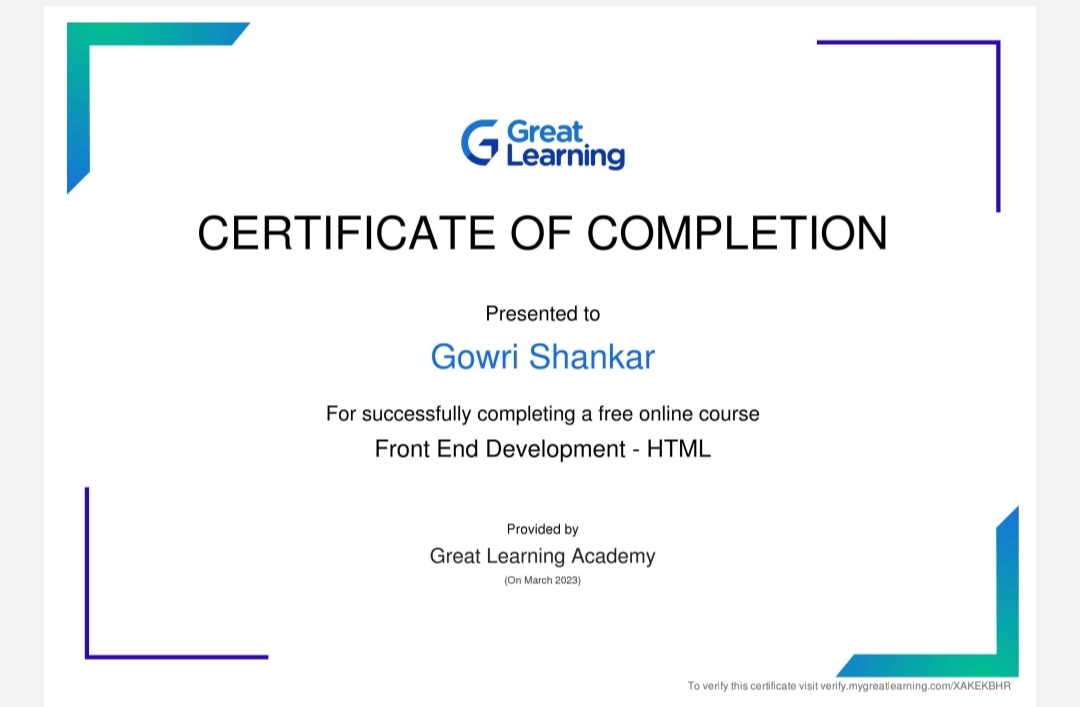 Great
Learning
CERTIFICATE OF COMPLETION
Presented to
Gowri Shankar
For successfully completing a free online course
Front End Development - HTML
Provided by
Great Learning Academy
(On March 2023)
To verify this certificate visit verify.mygreatlearning.com/XAKEKBHR